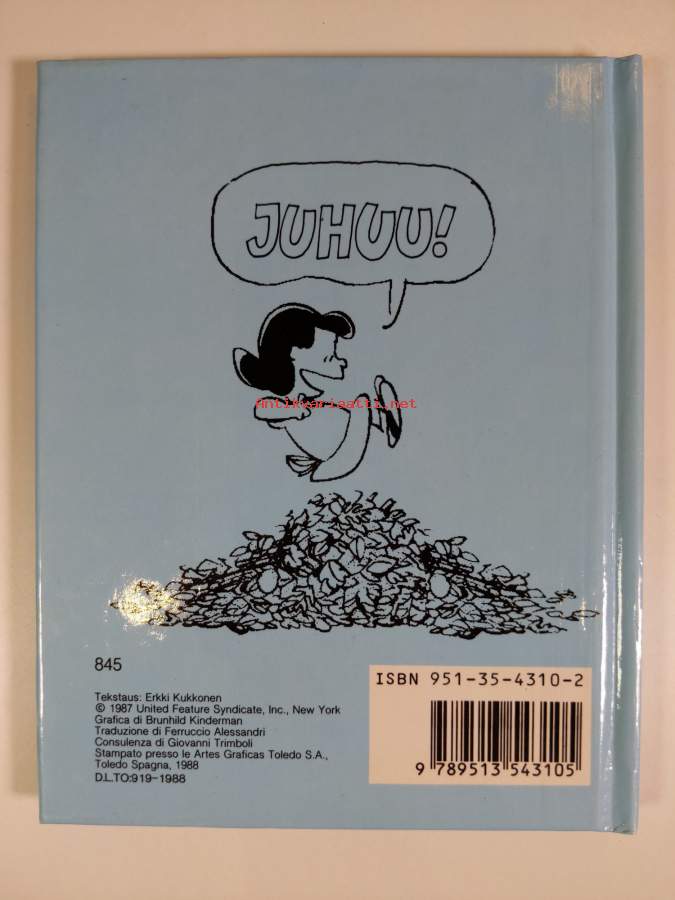 JUHUU!
Antikvariaatti.net
845
Tekstaus: Erkki Kukkonen
© 1987 United Feature Syndicate, Inc., New York
Grafica di Brunhild Kinderman
Traduzione di Ferruccio Alessandri
Consulenza di Giovanni Trimboli
Stampato presso le Artes Graficas Toledo S.A.,
Toledo Spagna, 1988
D.L.TO:919-1988
ISBN 951-35-4310-2
9 789513 543105